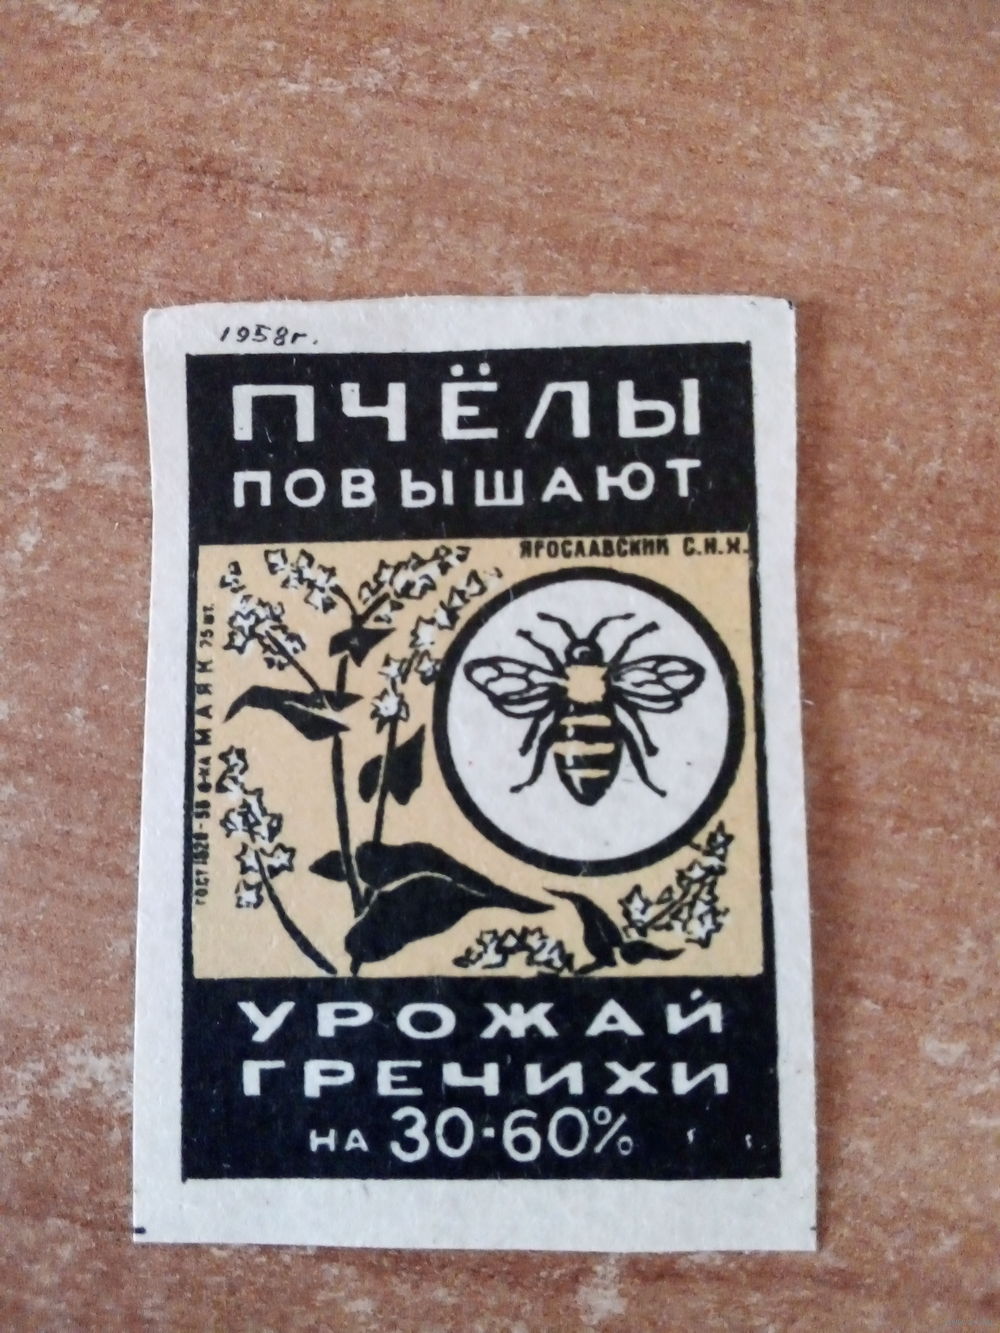 1958г.
ПЧЁЛЫ
ПОВЫШАЮТ
ЯРОСЛАВСКИЙ С.Н.Х.
ГОСТ 1820-56 ф-ка МАЯК 75 шт.
УРОЖАЙ
ГРЕЧИХИ
НА 30-60%